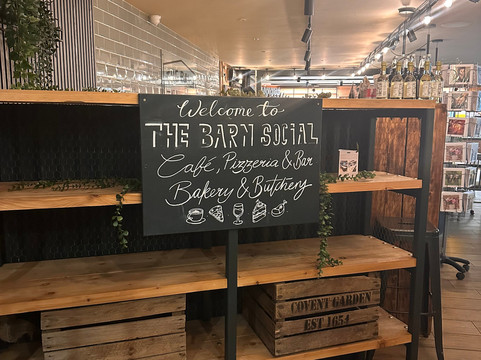 Welcome to
THE BARN SOCIAL
Café, Pizzeria & Bar
Bakery & Butchery
COVENT GARDEN
EST 1654